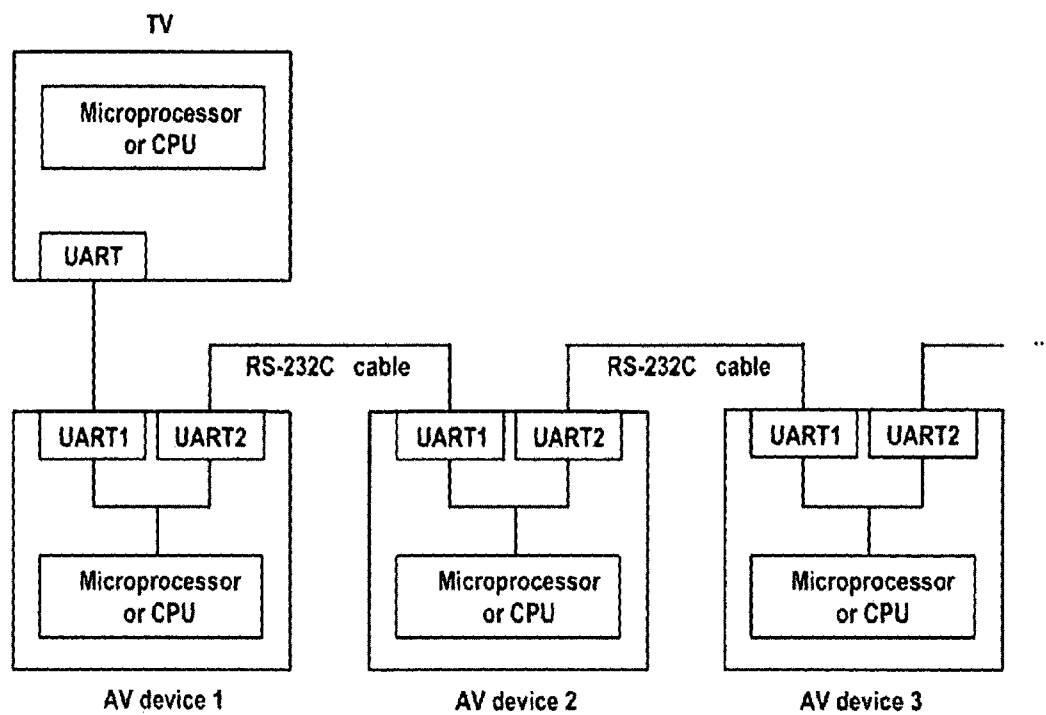 TV
Microprocessor
or CPU
UART
RS-232C cable
RS-232C cable
..
UART1
UART2
UART1
UART2
UART1
UART2
Microprocessor
or CPU
Microprocessor
or CPU
Microprocessor
or CPU
AV device 1
AV device 2
AV device 3